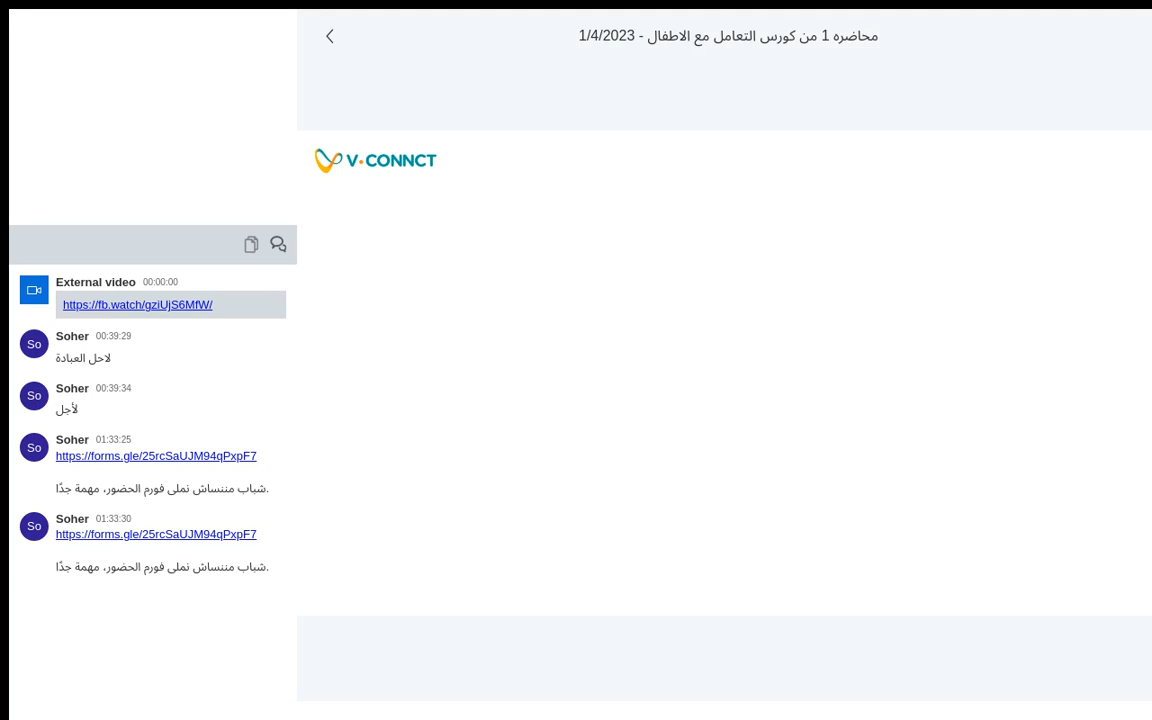 محاضره 1 من كورس التعامل مع الاطفال - 1/4/2023
V·CONNCT
External video 00:00:00
https://fb.watch/gziUjS6MfW/
So
Soher 00:39:29
لاحل العبادة
So
Soher 00:39:34
لأجل
So
Soher 01:33:25
https://forms.gle/25rcSaUJM94qPxpF7
شباب مننساش نملى فورم الحضور، مهمة جدًا.
So
Soher 01:33:30
https://forms.gle/25rcSaUJM94qPxpF7
شباب مننساش نملى فورم الحضور، مهمة جدًا.